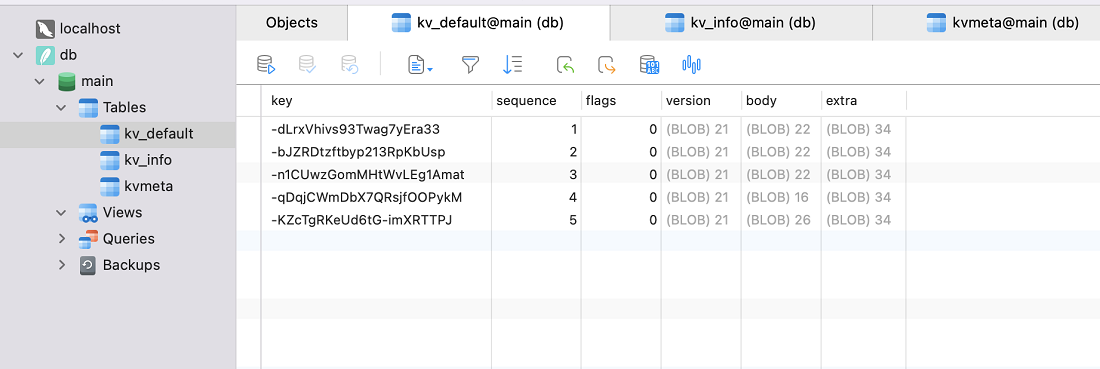 localhost
db
main
Tables
kv_default
kv_info
kvmeta
Views
Queries
Backups
Objects kv_default@main (db) kv_info@main (db) kvmeta@main (db)
key sequence flags version body extra
-dLrxVhivs93Twag7yEra33 1 0 (BLOB) 21 (BLOB) 22 (BLOB) 34
-bJZRDtzftbyp213RpKbUsp 2 0 (BLOB) 21 (BLOB) 22 (BLOB) 34
-n1CUwzGomMHtWvLEg1Amat 3 0 (BLOB) 21 (BLOB) 22 (BLOB) 34
-qDqjCWmDbX7QRsjfOOPykM 4 0 (BLOB) 21 (BLOB) 16 (BLOB) 34
-KZcTgRKeUd6tG-imXRTTPJ 5 0 (BLOB) 21 (BLOB) 26 (BLOB) 34